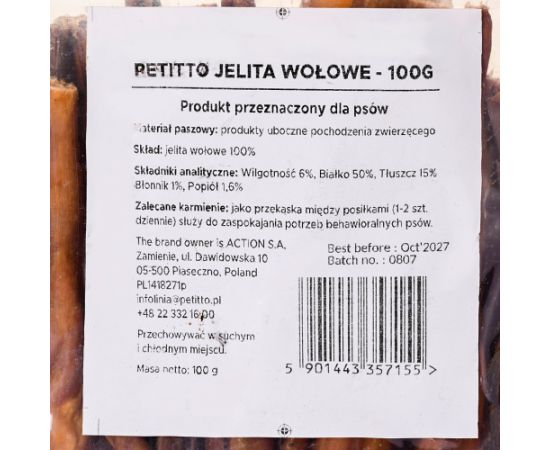 PETITTO JELITA WOŁOWE - 100G
Produkt przeznaczony dla psów
Materiał paszowy: produkty uboczne pochodzenia zwierzęcego
Skład: jelita wołowe 100%
Składniki analityczne: Wilgotność 6%, Białko 50%, Tłuszcz 15%
Błonnik 1%, Popiół 1,6%
Zalecane karmienie: jako przekąska między posiłkami (1-2 szt.
dziennie) służy do zaspokajania potrzeb behawioralnych psów.
The brand owner is ACTION S.A,
Zamienie, ul. Dawidowska 10
05-500 Piaseczno, Poland
PL1418271p
infolinia@petitto.pl
+48 22 332 16 00
Przechowywać w suchym
i chłodnym miejscu.
Masa netto: 100 g
Best before : Oct'2027
Batch no. : 0807
5 901443 357155 >